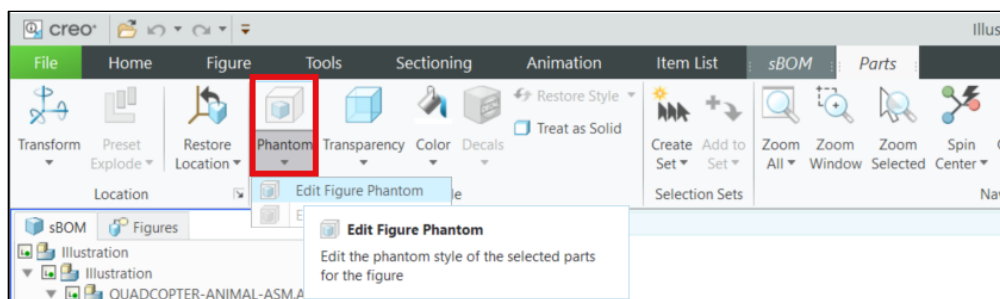 creo°
Illus
File Home Figure Tools Sectioning Animation Item List sBOM Parts
Restore Style
Treat as Solid
Transform Preset Restore Phantom Transparency Color Decals Create Add to Zoom Zoom Zoom Spin
Explode Location Set Set All Window Selected Center
Location Selection Sets Na
Edit Figure Phantom
le
E
sBOM Figures
Edit Figure Phantom
Illustration
Edit the phantom style of the selected parts
for the figure
Illustration
QUADCOPTER-ANIMAL-ASM.A